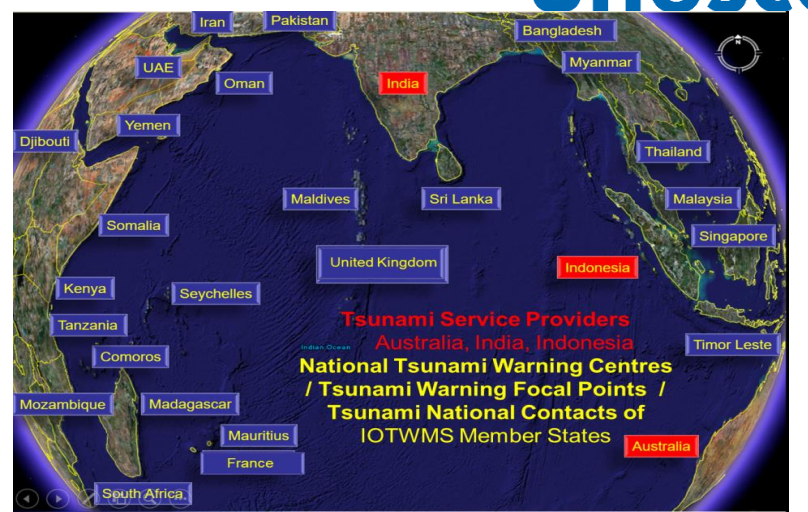 unesco
Iran
Pakistan
Bangladesh
UAE
Oman
India
Myanmar
N
Yemen
Djibouti
Thailand
Maldives
Sri Lanka
Malaysia
Somalia
Singapore
United Kingdom
Indonesia
Kenya
Seychelles
Tsunami Service Providers
Tanzania
Indian Ocean
Australia, India, Indonesia
Timor Leste
Comoros
National Tsunami Warning Centres
/ Tsunami Warning Focal Points /
Mozambique
Madagascar
Tsunami National Contacts of
Mauritius
IOTWMS Member States
Australia
France
South Africa